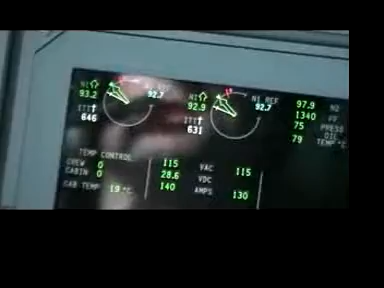 N1 N1 N1 REF
93.2 92.7 92.9 92.7 97.9 N2
ITT 1340 FF
646 ITT 75 PRESS
631 OIL
79 TEMP °C
TEMP CONTROL
CREW 0 115 VAC 115
CABIN 0 28.6 VDC
CAB TEMP 19 °C 140 AMPS 130